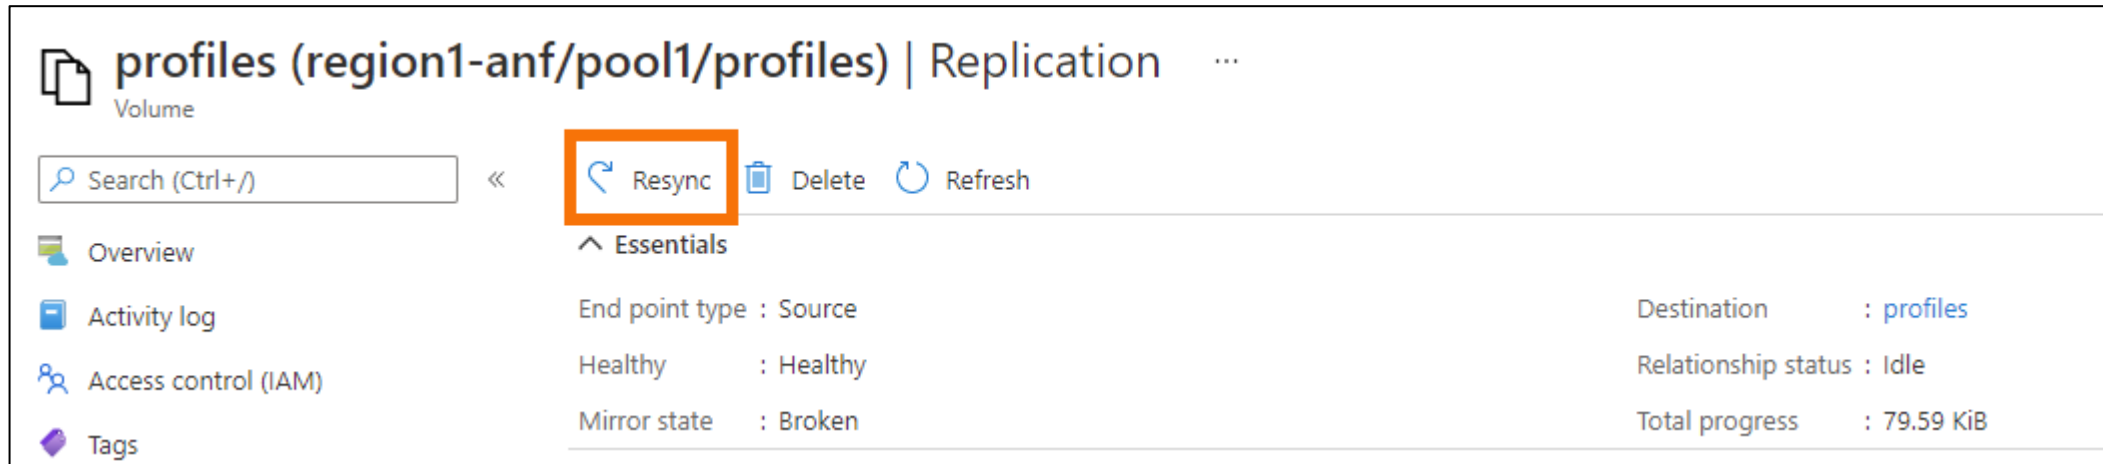 profiles (region1-anf/pool1/profiles) | Replication ...
Volume
Search (Ctrl+/) «
Resync Delete Refresh
Overview
Activity log
Access control (IAM)
Tags
Essentials
End point type : Source
Healthy : Healthy
Mirror state : Broken
Destination : profiles
Relationship status : Idle
Total progress : 79.59 KiB